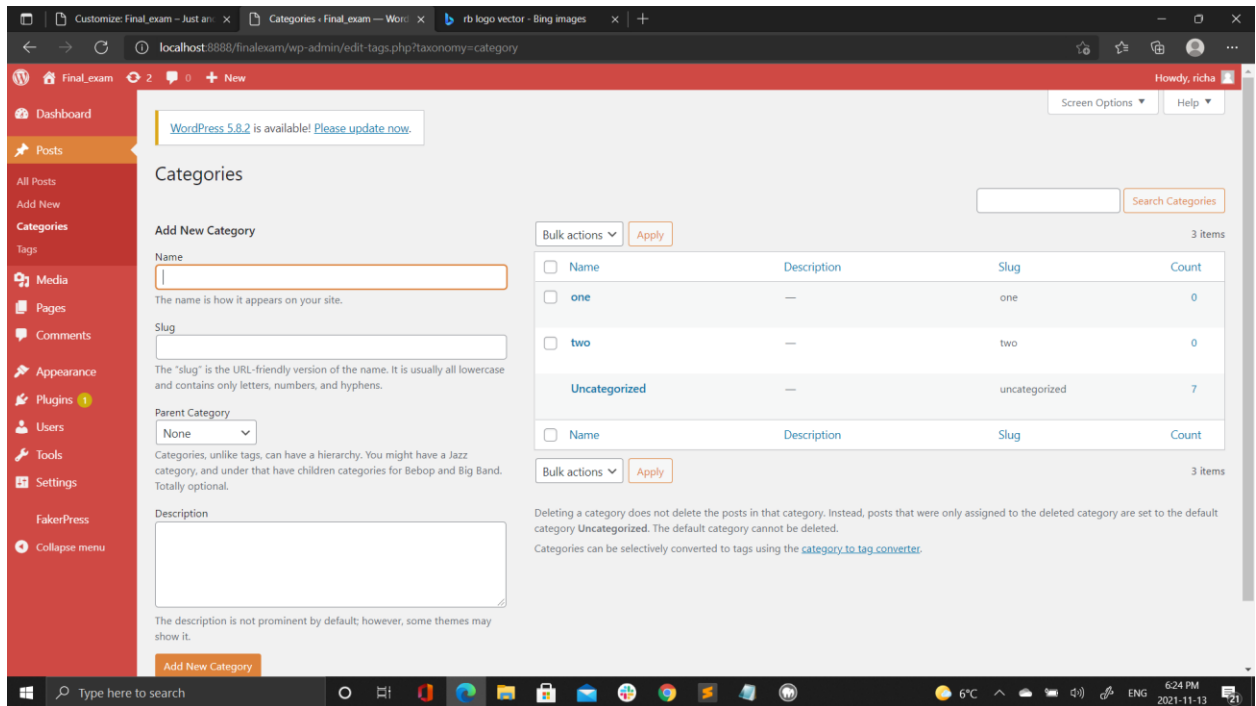 Customize: Final_exam – Just an
Categories ‹ Final_exam — Word
rb logo vector - Bing images
localhost:8888/finalexam/wp-admin/edit-tags.php?taxonomy=category
Final_exam 2 0 New
Howdy, richa
Dashboard
Posts
All Posts
Add New
Categories
Tags
Media
Pages
Comments
Appearance
Plugins 1
Users
Tools
Settings
FakerPress
Collapse menu
Screen Options
Help
WordPress 5.8.2 is available! Please update now.
Categories
Search Categories
Add New Category
Name
The name is how it appears on your site.
Slug
The “slug” is the URL-friendly version of the name. It is usually all lowercase
and contains only letters, numbers, and hyphens.
Parent Category
None
Categories, unlike tags, can have a hierarchy. You might have a Jazz
category, and under that have children categories for Bebop and Big Band.
Totally optional.
Description
The description is not prominent by default; however, some themes may
show it.
Add New Category
Bulk actions Apply 3 items
Name Description Slug Count
one — one 0
two — two 0
Uncategorized — uncategorized 7
Name Description Slug Count
Bulk actions Apply 3 items
Deleting a category does not delete the posts in that category. Instead, posts that were only assigned to the deleted category are set to the default
category Uncategorized. The default category cannot be deleted.
Categories can be selectively converted to tags using the category to tag converter.
Type here to search
6°C
ENG
6:24 PM
2021-11-13
21